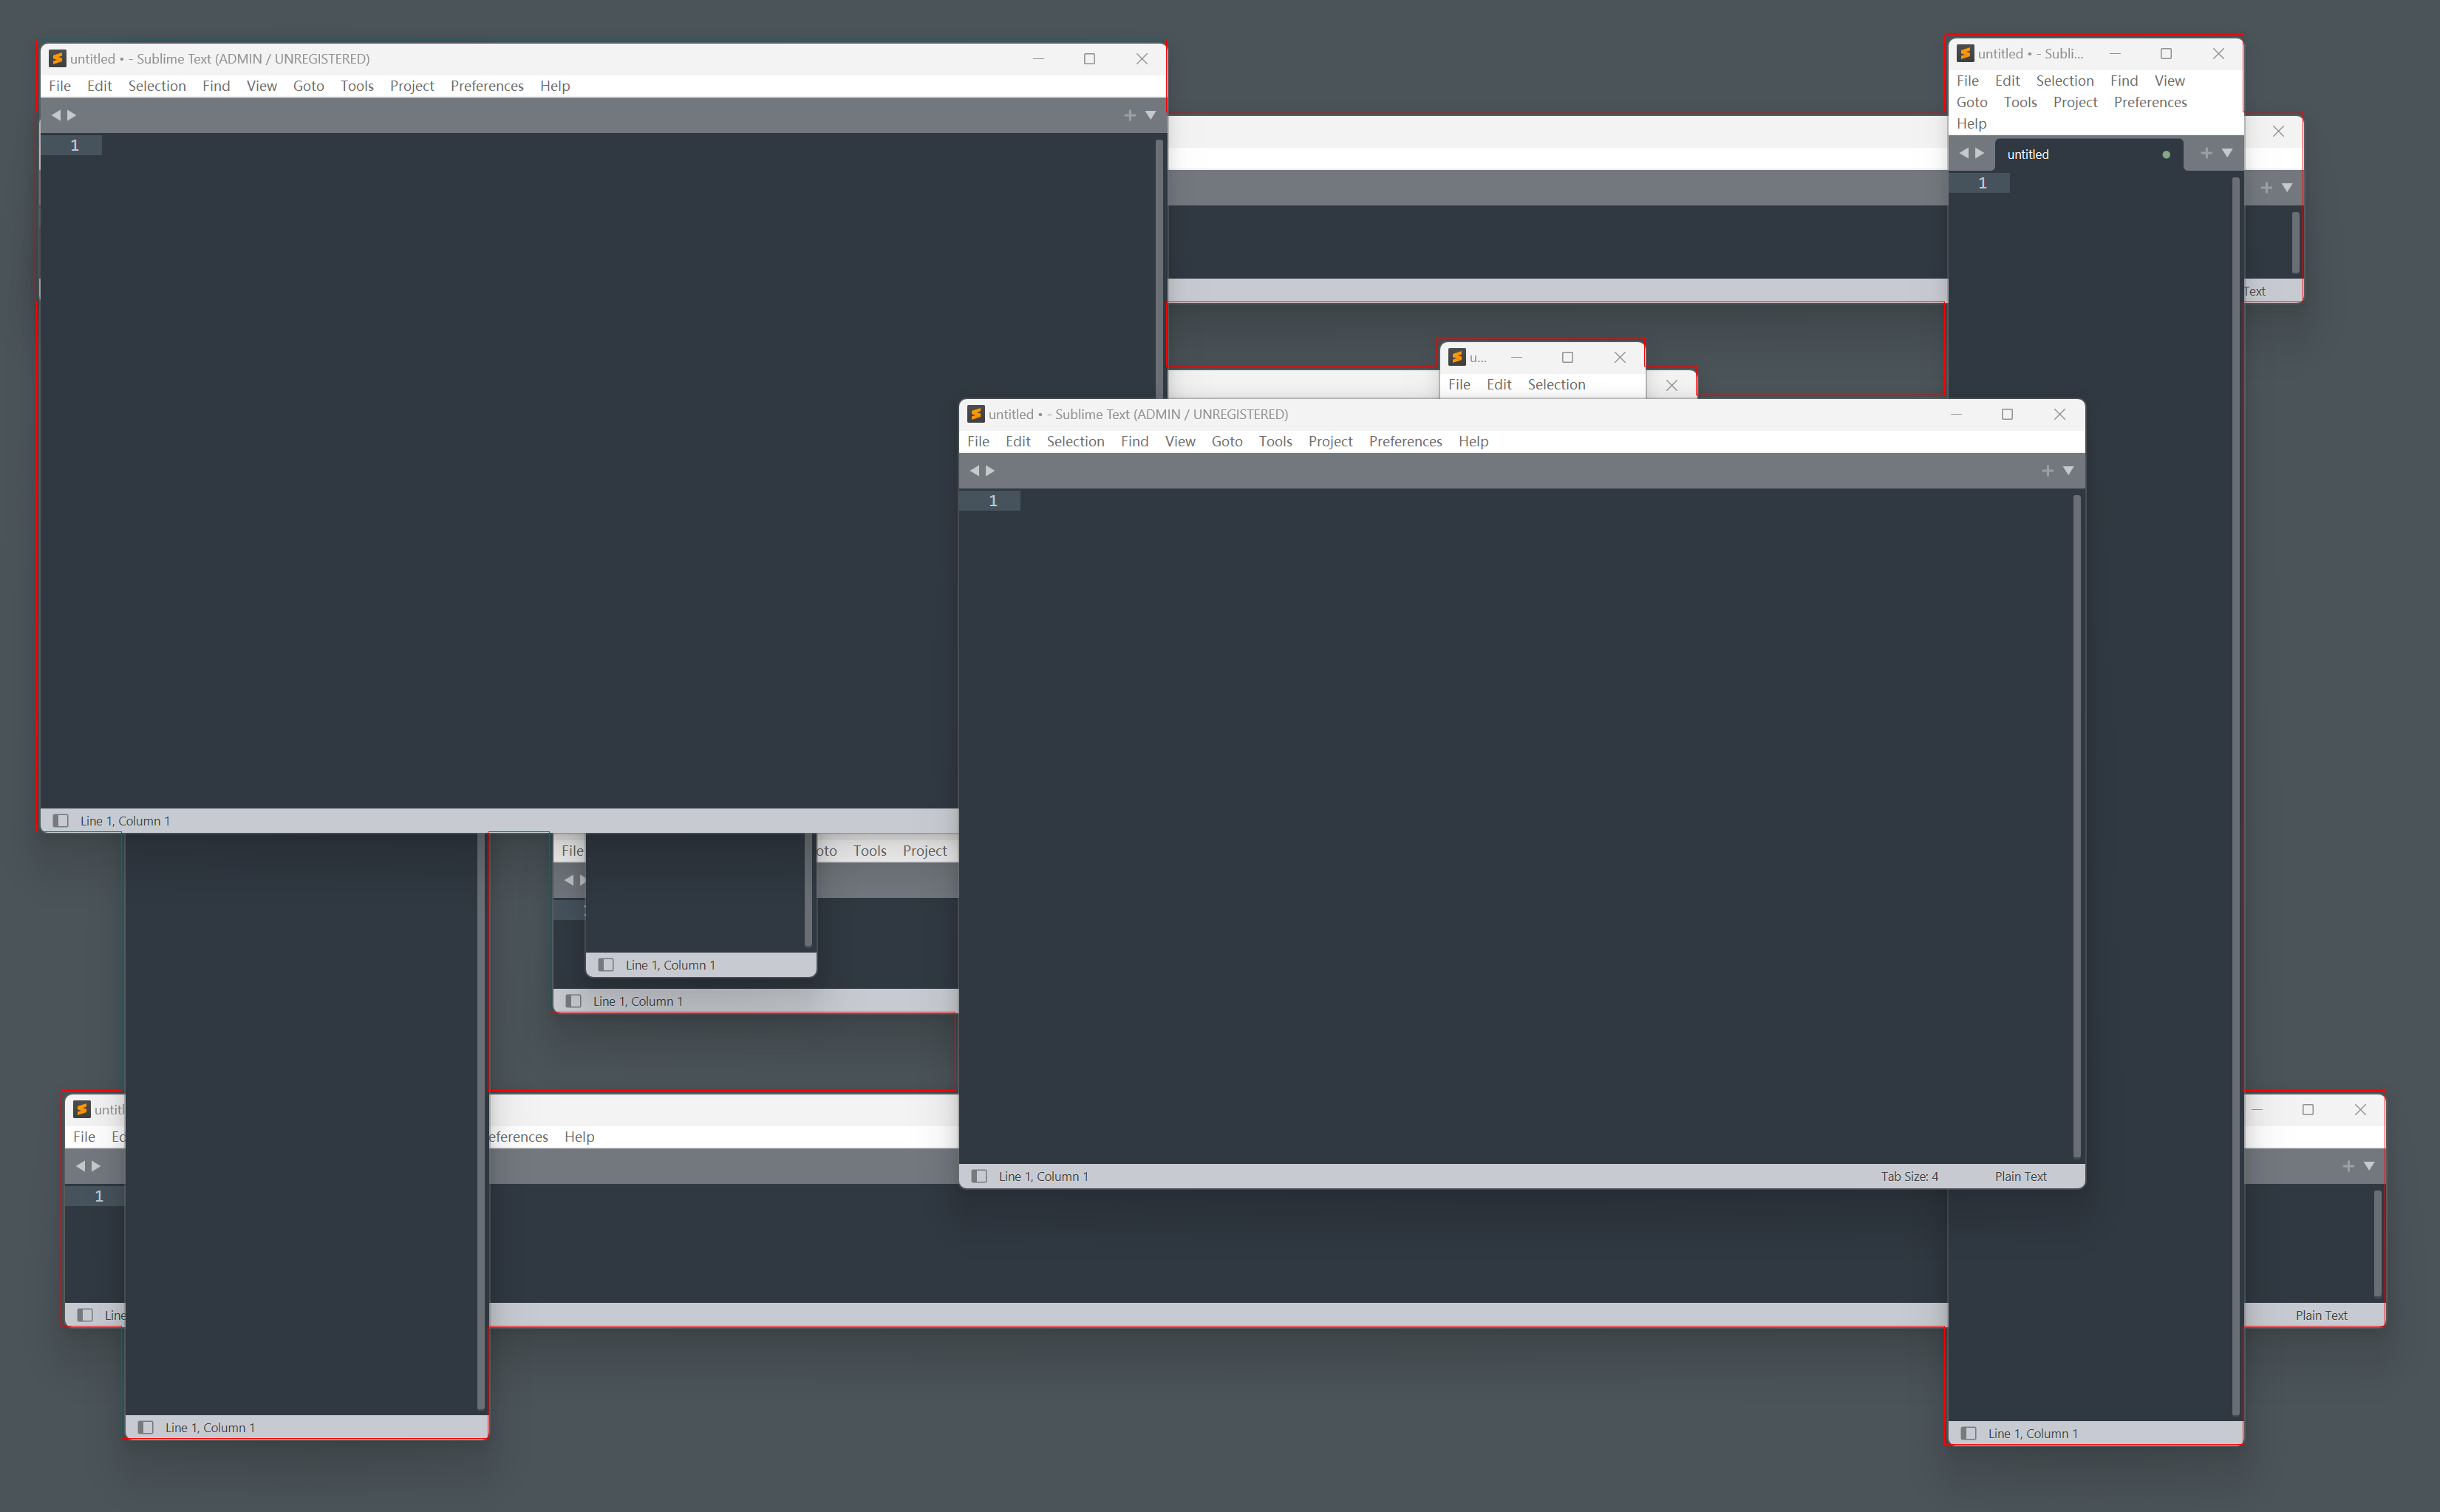 untitled • - Sublime Text (ADMIN / UNREGISTERED)
File Edit Selection Find View Goto Tools Project Preferences Help
1
Line 1, Column 1
untitled • - Subli...
File Edit Selection Find View
Goto Tools Project Preferences
Help
untitled
1
Line 1, Column 1
Text
u...
File Edit Selection
untitled • - Sublime Text (ADMIN / UNREGISTERED)
File Edit Selection Find View Goto Tools Project Preferences Help
1
Line 1, Column 1 Tab Size: 4 Plain Text
File oto Tools Project
Line 1, Column 1
Line 1, Column 1
untitl
File Ed eferences Help
1
Line Plain Text
Line 1, Column 1